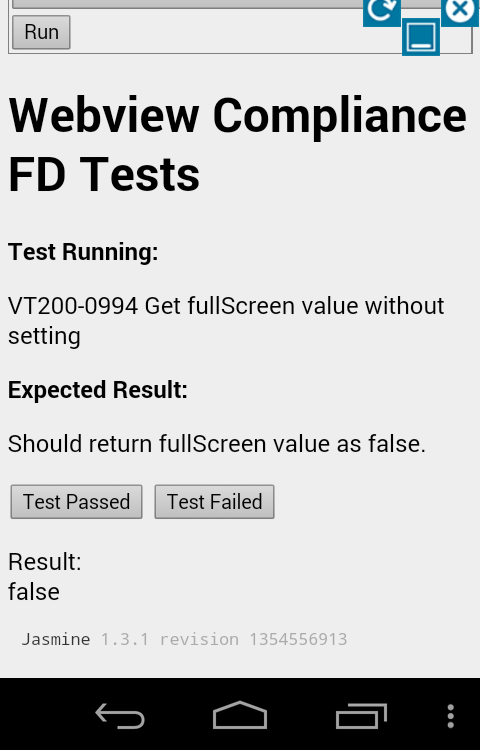 Run
Webview Compliance
FD Tests
Test Running:
VT200-0994 Get fullScreen value without
setting
Expected Result:
Should return fullScreen value as false.
Test Passed Test Failed
Result:
false
Jasmine 1.3.1 revision 1354556913